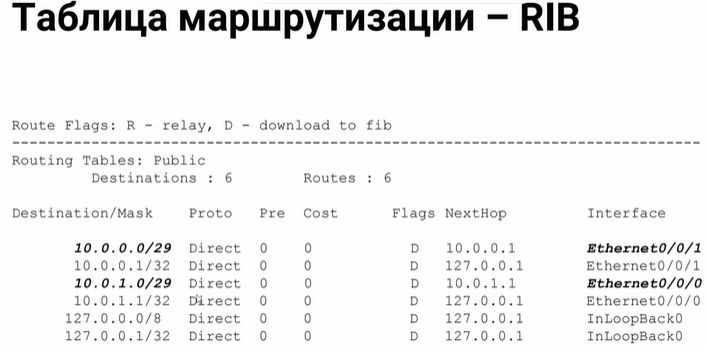 Таблица маршрутизации – RIB
Route Flags: R - relay, D - download to fib
------------------------------------------------------------------------------
Routing Tables: Public
Destinations : 6 Routes : 6
Destination/Mask Proto Pre Cost Flags NextHop Interface
10.0.0.0/29 Direct 0 0 D 10.0.0.1 Ethernet0/0/1
10.0.0.1/32 Direct 0 0 D 127.0.0.1 Ethernet0/0/1
10.0.1.0/29 Direct 0 0 D 10.0.1.1 Ethernet0/0/0
10.0.1.1/32 Direct 0 0 D 127.0.0.1 Ethernet0/0/0
127.0.0.0/8 Direct 0 0 D 127.0.0.1 InLoopBack0
127.0.0.1/32 Direct 0 0 D 127.0.0.1 InLoopBack0